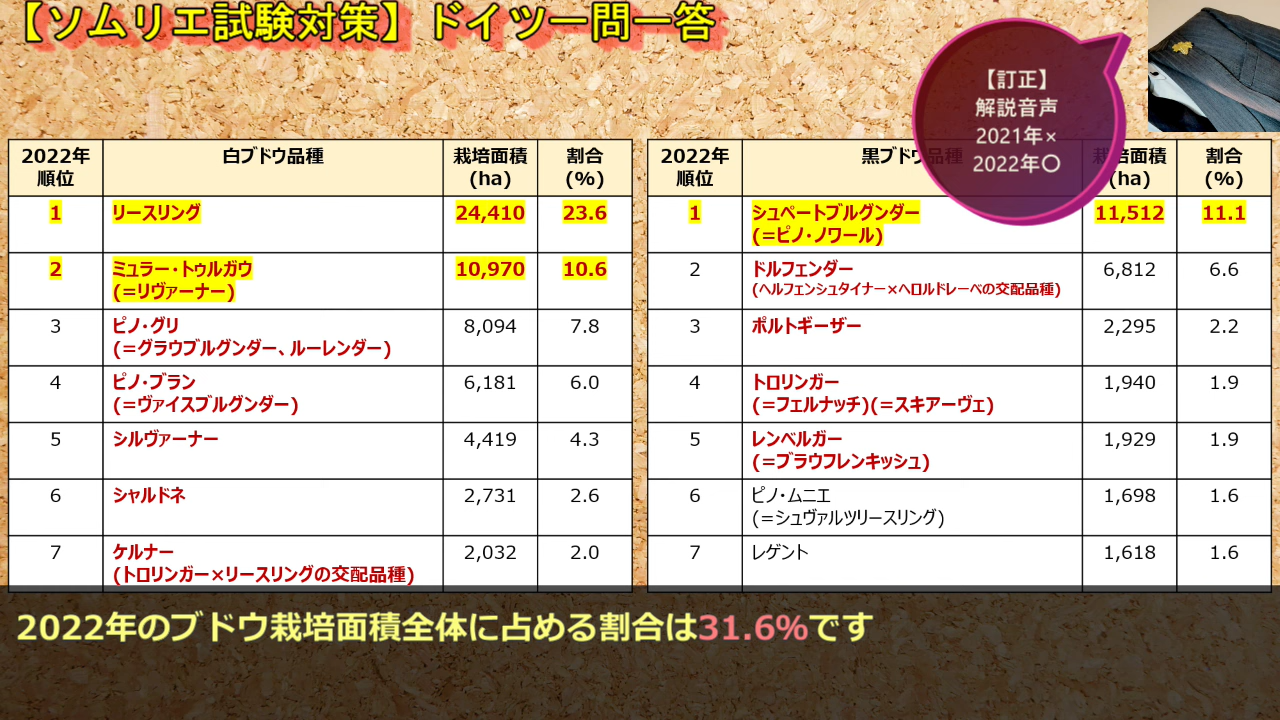 【ソムリエ試験対策】ドイツ一問一答
【訂正】
解説音声
2021年×
2022年〇
2022年順位 白ブドウ品種 栽培面積(ha) 割合(%)
1 リースリング 24,410 23.6
2 ミュラー・トゥルガウ(=リヴァーナー) 10,970 10.6
3 ピノ・グリ(=グラウブルグンダー、ルーレンダー) 8,094 7.8
4 ピノ・ブラン(=ヴァイスブルグンダー) 6,181 6.0
5 シルヴァーナー 4,419 4.3
6 シャルドネ 2,731 2.6
7 ケルナー(トロリンガー×リースリングの交配品種) 2,032 2.0
2022年順位 黒ブドウ品種 栽培面積(ha) 割合(%)
1 シュペートブルグンダー(=ピノ・ノワール) 11,512 11.1
2 ドルフェンダー(ヘルフェンシュタイナー×ヘロルドレーベの交配品種) 6,812 6.6
3 ポルトギーザー 2,295 2.2
4 トロリンガー(=フェルナッチ)(=スキアーヴェ) 1,940 1.9
5 レンベルガー(=ブラウフレンキッシュ) 1,929 1.9
6 ピノ・ムニエ(=シュヴァルツリースリング) 1,698 1.6
7 レゲント 1,618 1.6
2022年のブドウ栽培面積全体に占める割合は31.6%です